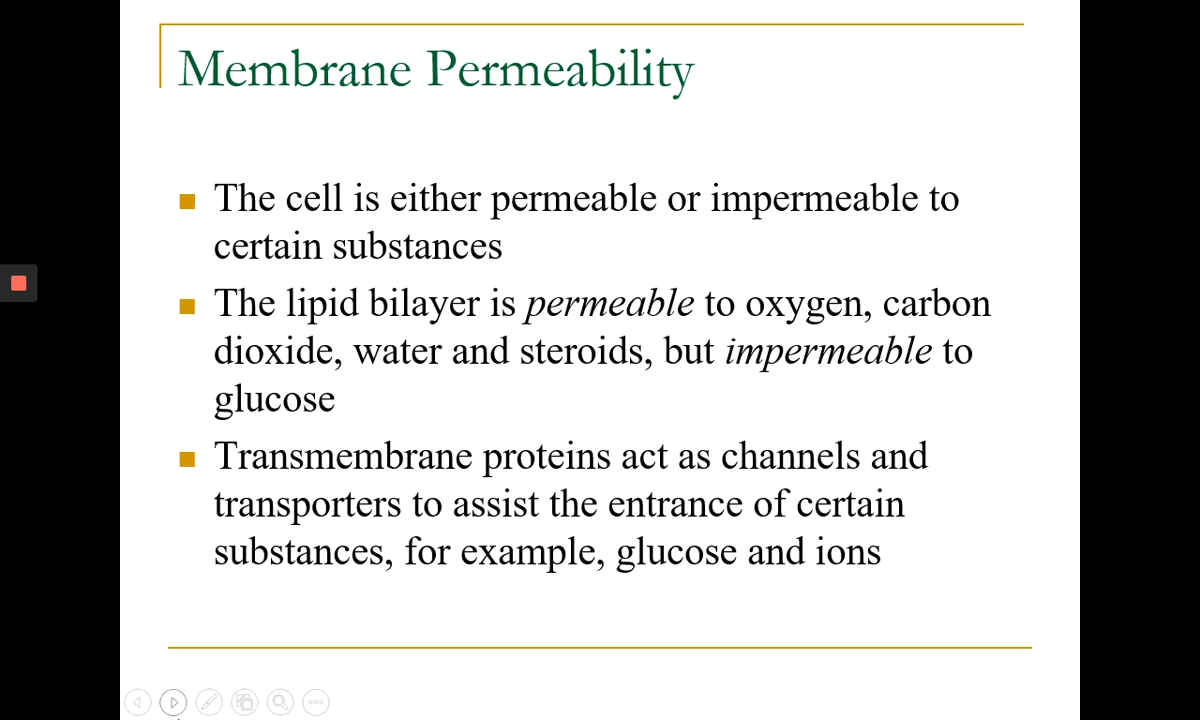 Membrane Permeability
The cell is either permeable or impermeable to
certain substances
The lipid bilayer is permeable to oxygen, carbon
dioxide, water and steroids, but impermeable to
glucose
Transmembrane proteins act as channels and
transporters to assist the entrance of certain
substances, for example, glucose and ions